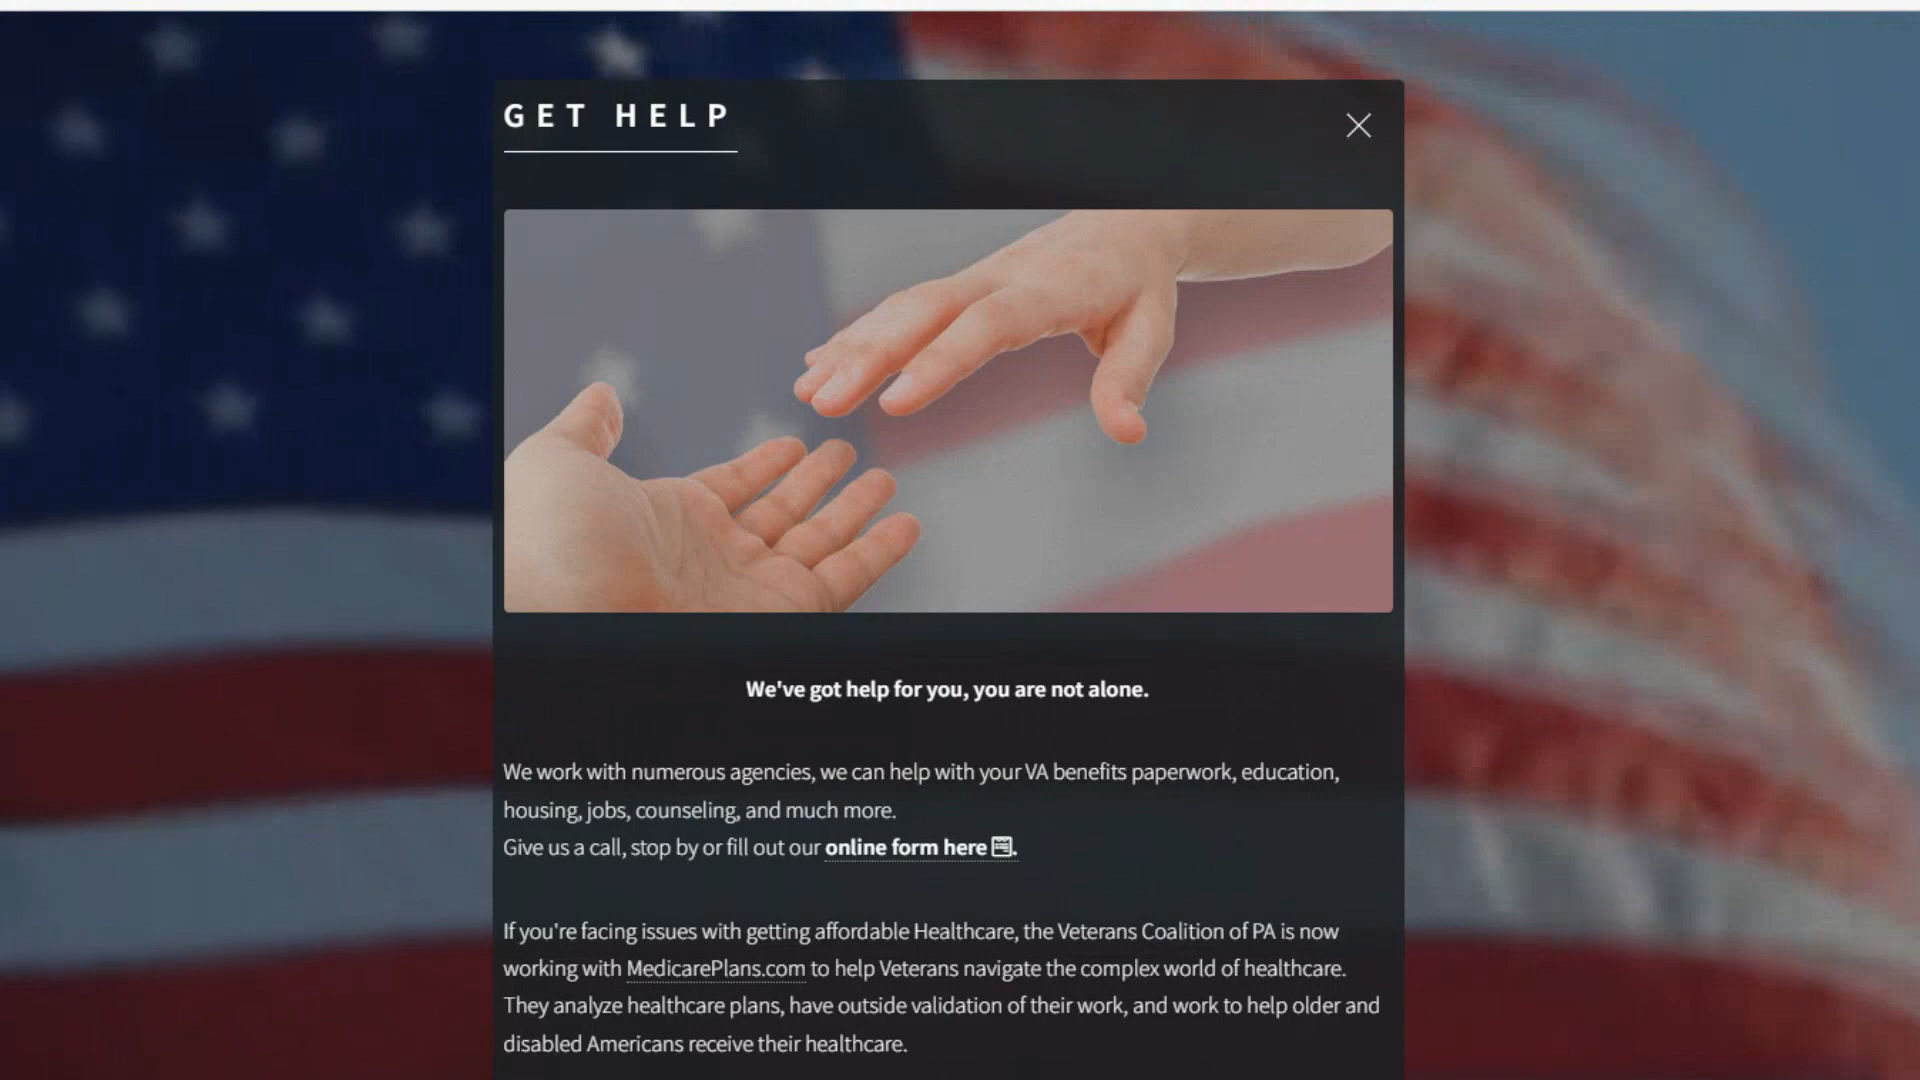 GET HELP
We've got help for you, you are not alone.
We work with numerous agencies, we can help with your VA benefits paperwork, education,
housing, jobs, counseling, and much more.
Give us a call, stop by or fill out our online form here.
If you're facing issues with getting affordable Healthcare, the Veterans Coalition of PA is now
working with MedicarePlans.com to help Veterans navigate the complex world of healthcare.
They analyze healthcare plans, have outside validation of their work, and work to help older and
disabled Americans receive their healthcare.